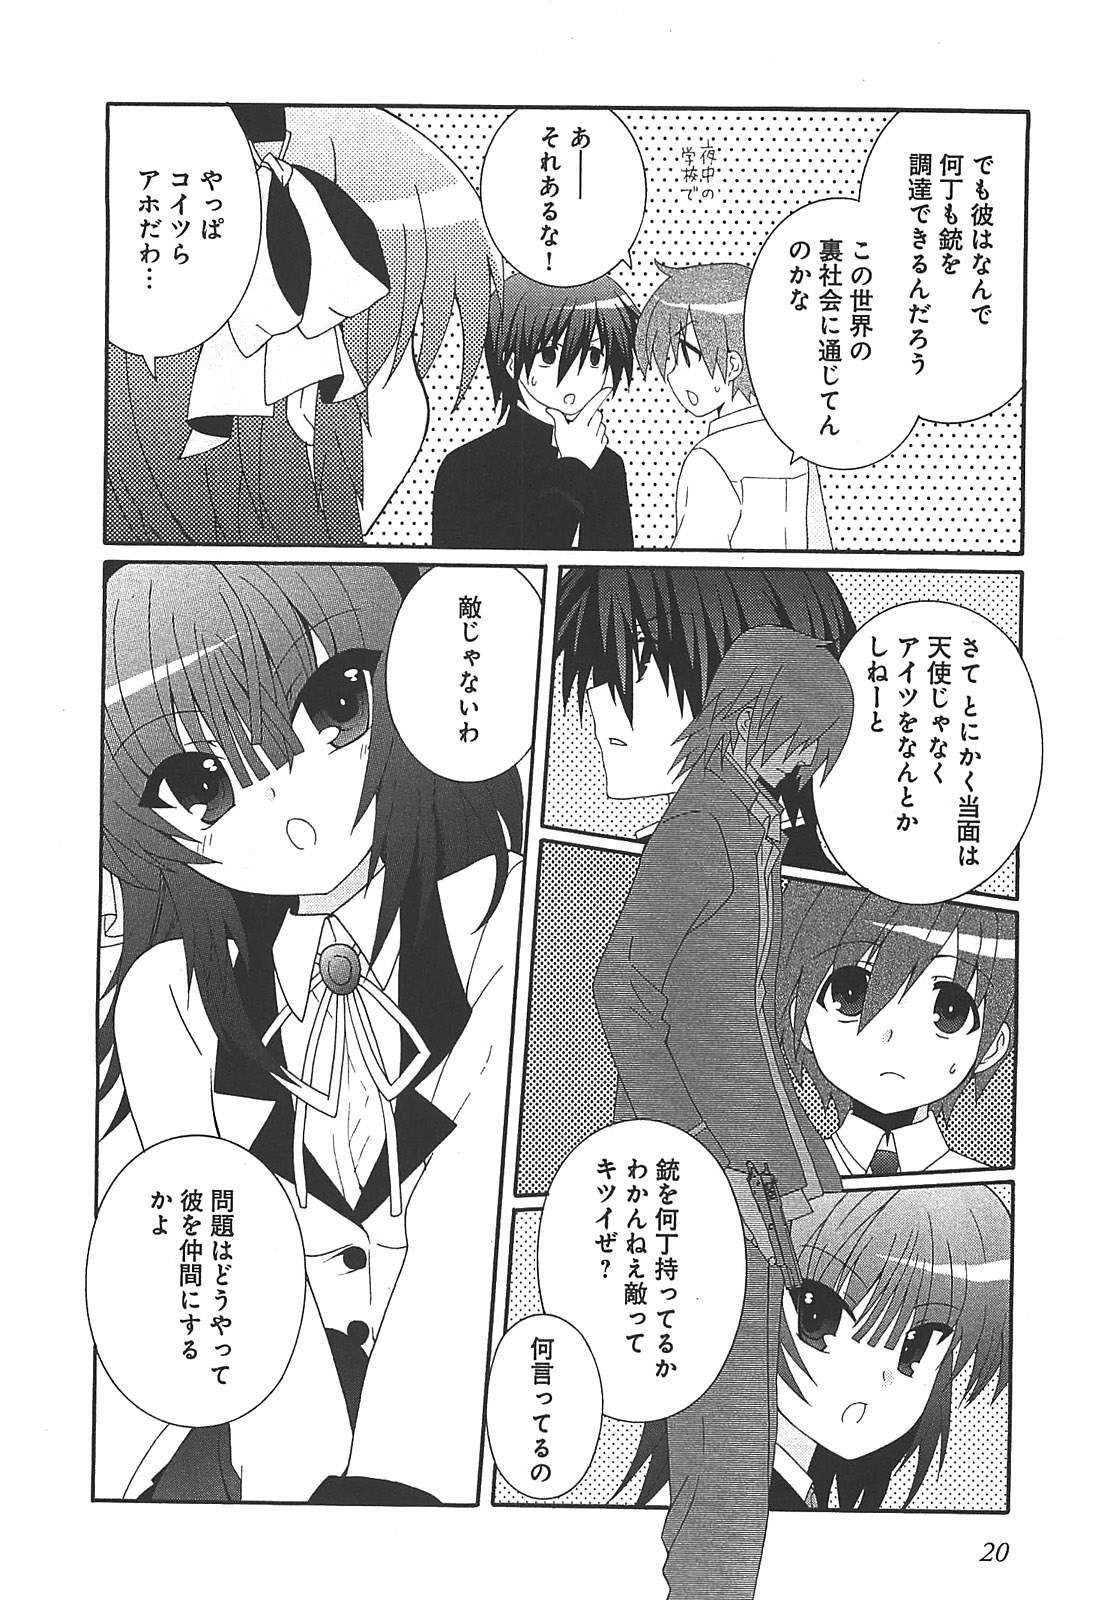 でも彼はなんで
何丁も銃を
調達できるんだろう
この世界の
裏社会に通じてん
のかな
夜中の
学校で
あ——
それあるな！
やっぱ
コイツら
アホだわ…
さて とにかく当面は
天使じゃなく
アイツをなんとか
しねーと
銃を何丁持ってるか
わかんねぇ敵って
キツイぜ？
何言ってるの
敵じゃないわ
問題はどうやって
彼を仲間にする
かよ
20